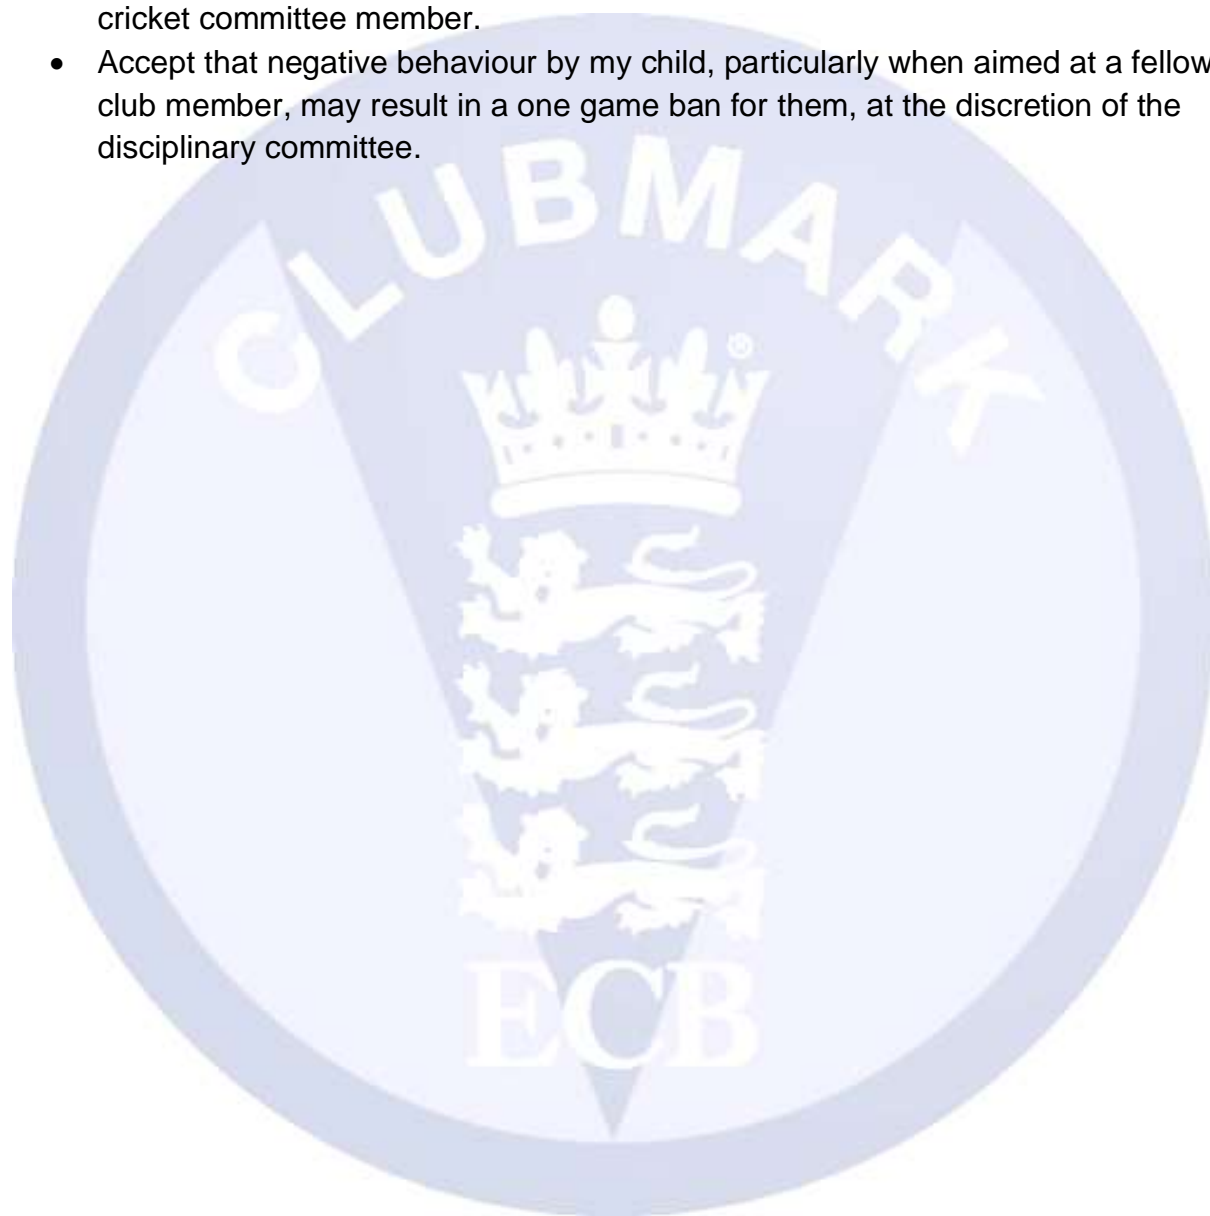 cricket committee member.
• Accept that negative behaviour by my child, particularly when aimed at a fellow
club member, may result in a one game ban for them, at the discretion of the
disciplinary committee.
CLUBMARK
®
ECB